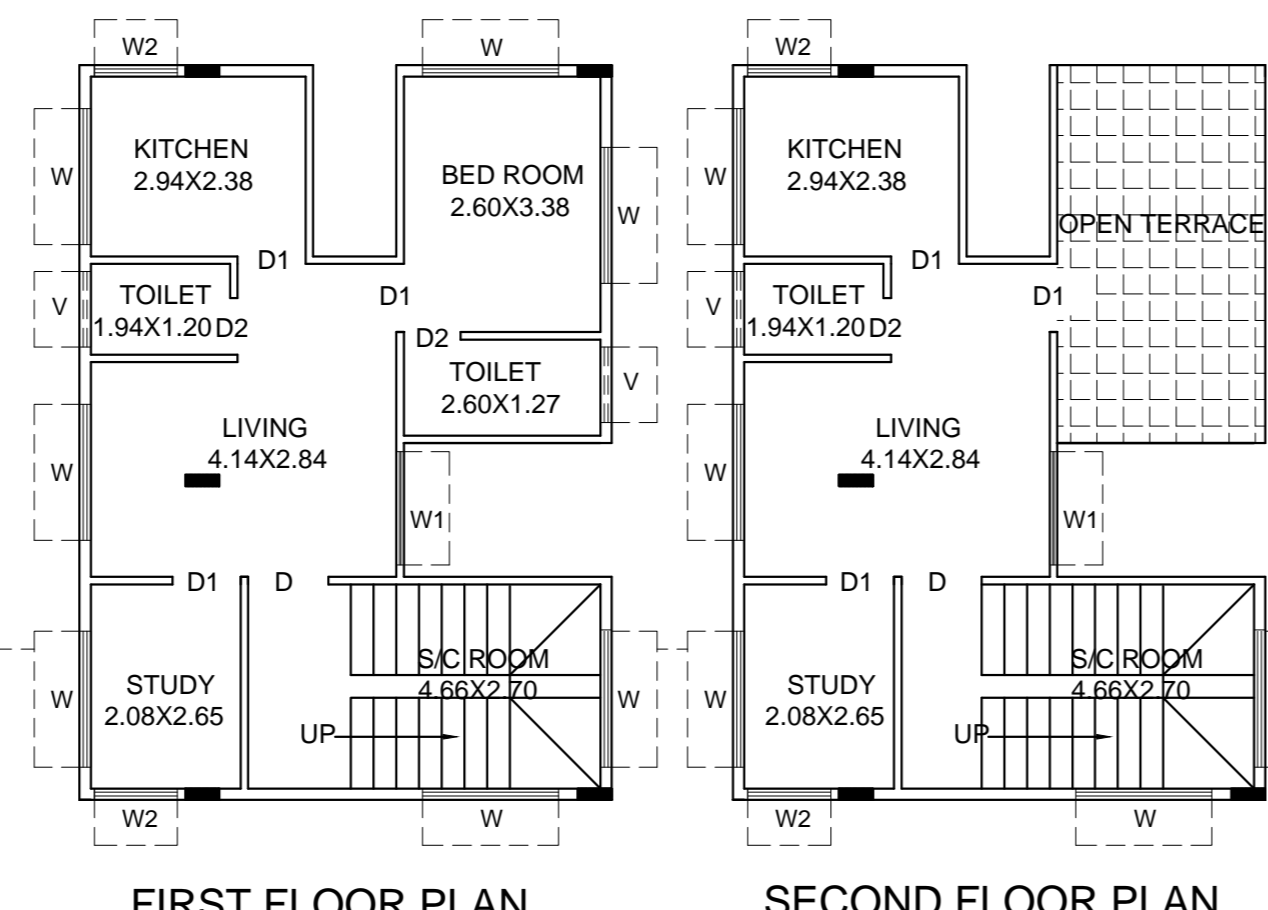 W2
W
KITCHEN
2.94X2.38
W
BED ROOM
2.60X3.38
W
D1
TOILET
1.94X1.20
D2
V
D1
D2
TOILET
2.60X1.27
V
LIVING
4.14X2.84
W
W1
D1
D
STUDY
2.08X2.65
W
S/C ROOM
4.66X2.70
W
UP
W2
W
FIRST FLOOR PLAN
W2
KITCHEN
2.94X2.38
W
OPEN TERRACE
D1
TOILET
1.94X1.20
D2
V
D1
LIVING
4.14X2.84
W
W1
D1
D
STUDY
2.08X2.65
W
S/C ROOM
4.66X2.70
UP
W2
W
SECOND FLOOR PLAN